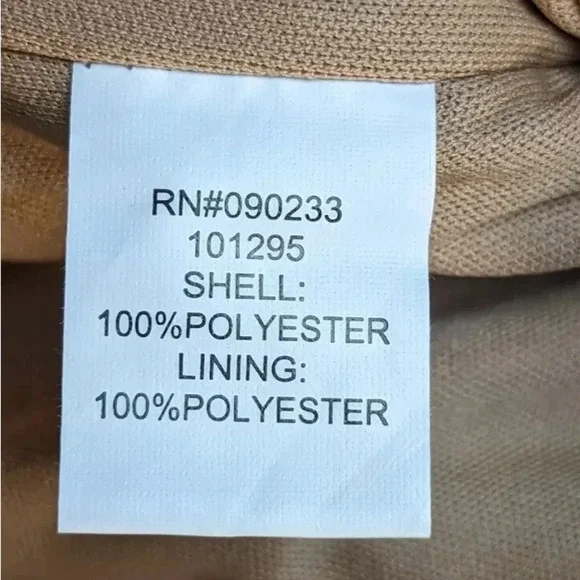 RN#090233
101295
SHELL:
100%POLYESTER
LINING:
100%POLYESTER